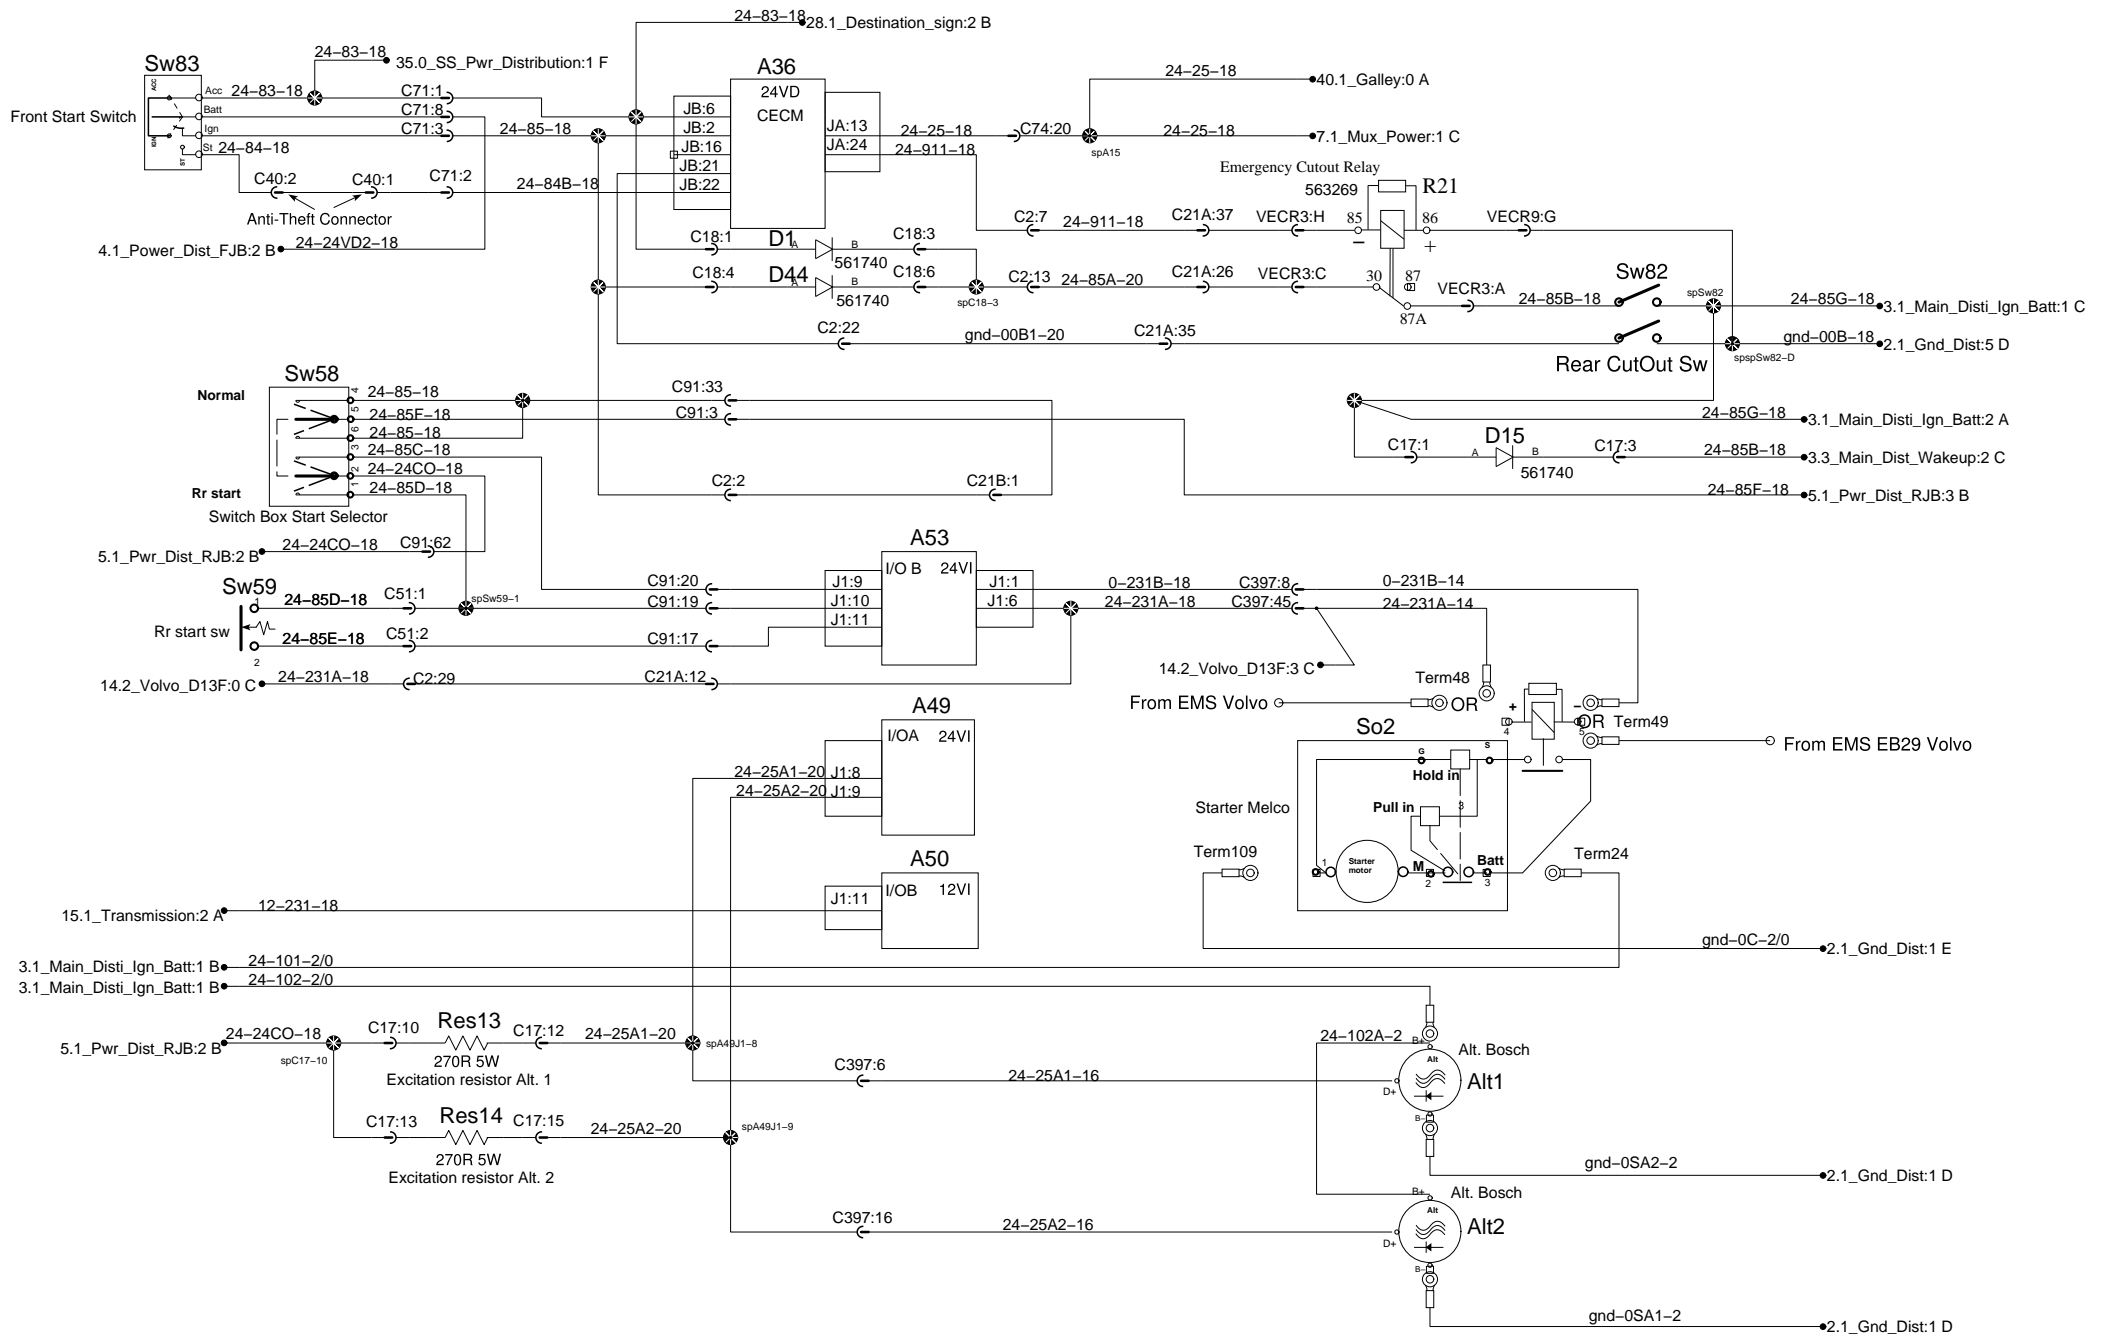 24–83–18
28.1_Destination_sign:2 B
24–83–18
35.0_SS_Pwr_Distribution:1 F
Sw83
A36
24VD
CECM
24–25–18
40.1_Galley:0 A
ACC
IGN
ST
Acc
24–83–18
C71:1
Batt
C71:8
Front Start Switch
Ign
C71:3
24–85–18
St
24–84–18
JB:6
JB:2
JB:16
JB:21
JB:22
JA:13
JA:24
24–25–18
24–911–18
C74:20
spA15
24–25–18
7.1_Mux_Power:1 C
C40:2
C40:1
C71:2
24–84B–18
Anti-Theft Connector
4.1_Power_Dist_FJB:2 B
24–24VD2–18
Emergency Cutout Relay
563269
R21
C2:7
24–911–18
C21A:37
VECR3:H
85
86
–
+
VECR9:G
C18:1
D1
A
B
561740
C18:3
C18:4
D44
A
B
561740
C18:6
spC18–3
C2:13
24–85A–20
C21A:26
VECR3:C
30
87
87A
VECR3:A
24–85B–18
Sw82
spSw82
24–85G–18
3.1_Main_Disti_Ign_Batt:1 C
C2:22
gnd–00B1–20
C21A:35
gnd–00B–18
2.1_Gnd_Dist:5 D
spspSw82–D
Rear CutOut Sw
Sw58
Normal
4
5
6
3
2
1
24–85–18
24–85F–18
24–85–18
24–85C–18
24–24CO–18
24–85D–18
Rr start
Switch Box Start Selector
C91:33
C91:3
24–85G–18
3.1_Main_Disti_Ign_Batt:2 A
C17:1
A
D15
B
561740
C17:3
24–85B–18
3.3_Main_Dist_Wakeup:2 C
C2:2
C21B:1
24–85F–18
5.1_Pwr_Dist_RJB:3 B
5.1_Pwr_Dist_RJB:2 B
24–24CO–18
C91:62
A53
I/O B
24VI
Sw59
1
24–85D–18
C51:1
spSw59–1
Rr start sw
24–85E–18
C51:2
2
C91:20
C91:19
C91:17
J1:9
J1:10
J1:11
J1:1
J1:6
0–231B–18
C397:8
0–231B–14
24–231A–18
C397:45
24–231A–14
14.2_Volvo_D13F:0 C
24–231A–18
C2:29
C21A:12
14.2_Volvo_D13F:3 C
Term48
From EMS Volvo
OR
+
4
–
5
OR
Term49
From EMS EB29 Volvo
A49
I/OA
24VI
24–25A1–20
J1:8
24–25A2–20
J1:9
So2
G
S
Hold in
Pull in
3
Starter Melco
Term109
1
Starter
motor
M
2
Batt
3
Term24
A50
I/OB
12VI
J1:11
15.1_Transmission:2 A
12–231–18
gnd–0C–2/0
2.1_Gnd_Dist:1 E
3.1_Main_Disti_Ign_Batt:1 B
24–101–2/0
3.1_Main_Disti_Ign_Batt:1 B
24–102–2/0
5.1_Pwr_Dist_RJB:2 B
24–24CO–18
spC17–10
C17:10
Res13
C17:12
24–25A1–20
spA49J1–8
270R 5W
Excitation resistor Alt. 1
24–102A–2
B+
Alt
Alt. Bosch
Alt1
C397:6
24–25A1–16
D+
B–
C17:13
Res14
C17:15
24–25A2–20
spA49J1–9
270R 5W
Excitation resistor Alt. 2
gnd–0SA2–2
2.1_Gnd_Dist:1 D
B+
Alt
Alt. Bosch
Alt2
C397:16
24–25A2–16
D+
B–
gnd–0SA1–2
2.1_Gnd_Dist:1 D